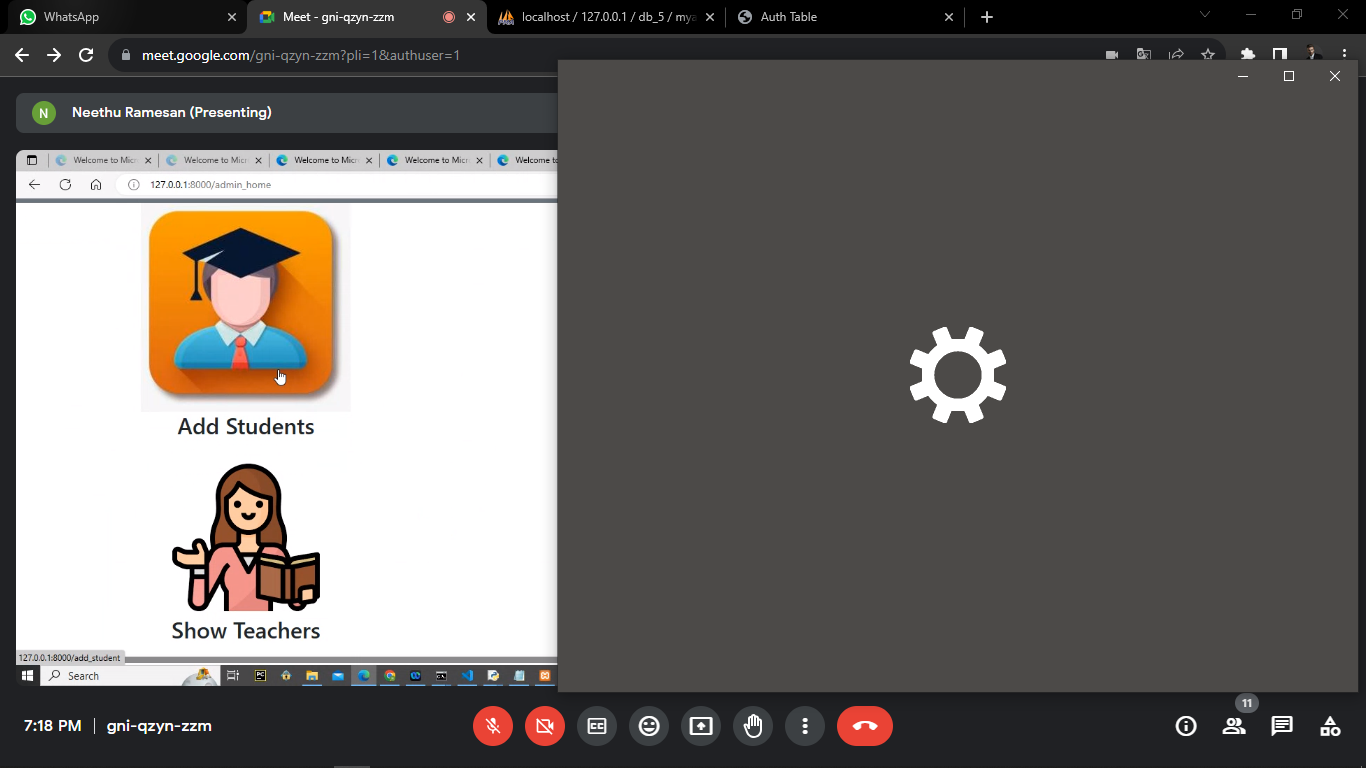 WhatsApp
Meet - gni-qzyn-zzm
localhost / 127.0.0.1 / db_5 / mya
Auth Table
meet.google.com/gni-qzyn-zzm?pli=1&authuser=1
N
Neethu Ramesan (Presenting)
Welcome to Micr
Welcome to Micr
Welcome to Micr
Welcome to Micr
Welcome to
127.0.0.1:8000/admin_home
Add Students
Show Teachers
127.0.0.1:8000/add_student
Search
PC
11
7:18 PM
gni-qzyn-zzm
CC